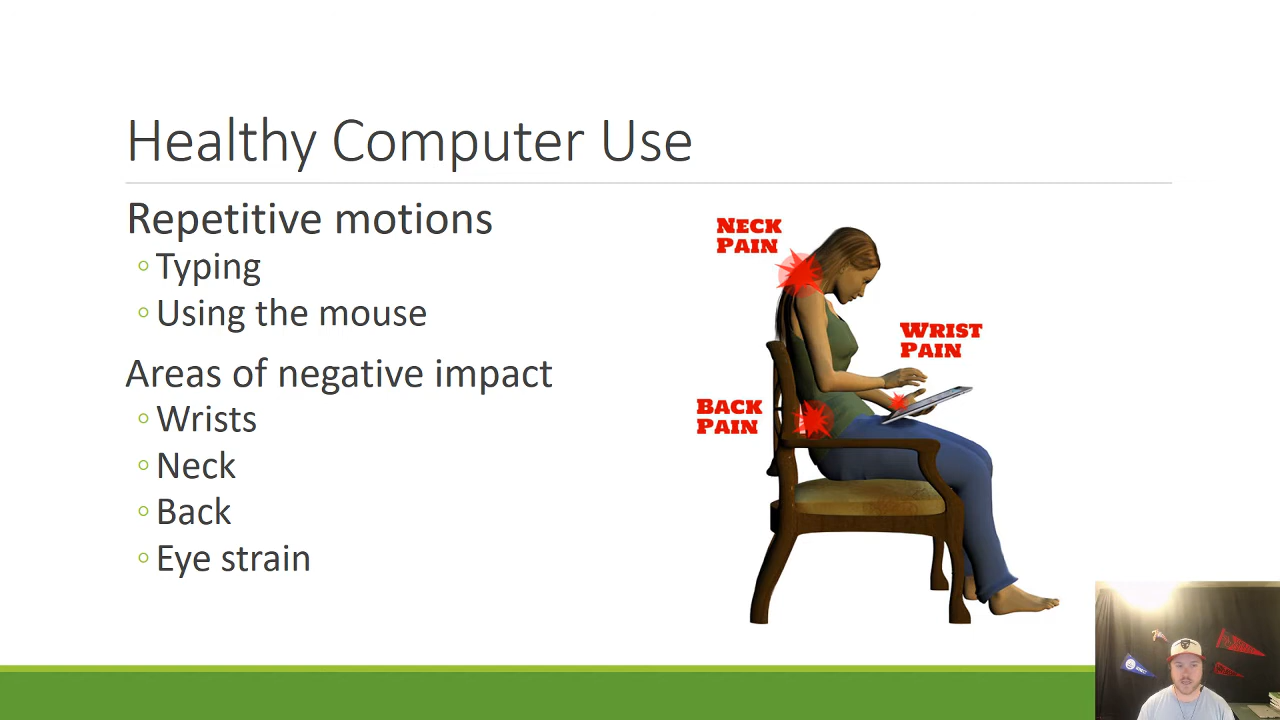 Healthy Computer Use
Repetitive motions
Typing
Using the mouse
Areas of negative impact
Wrists
Neck
Back
Eye strain
NECK
PAIN
WRIST
PAIN
BACK
PAIN